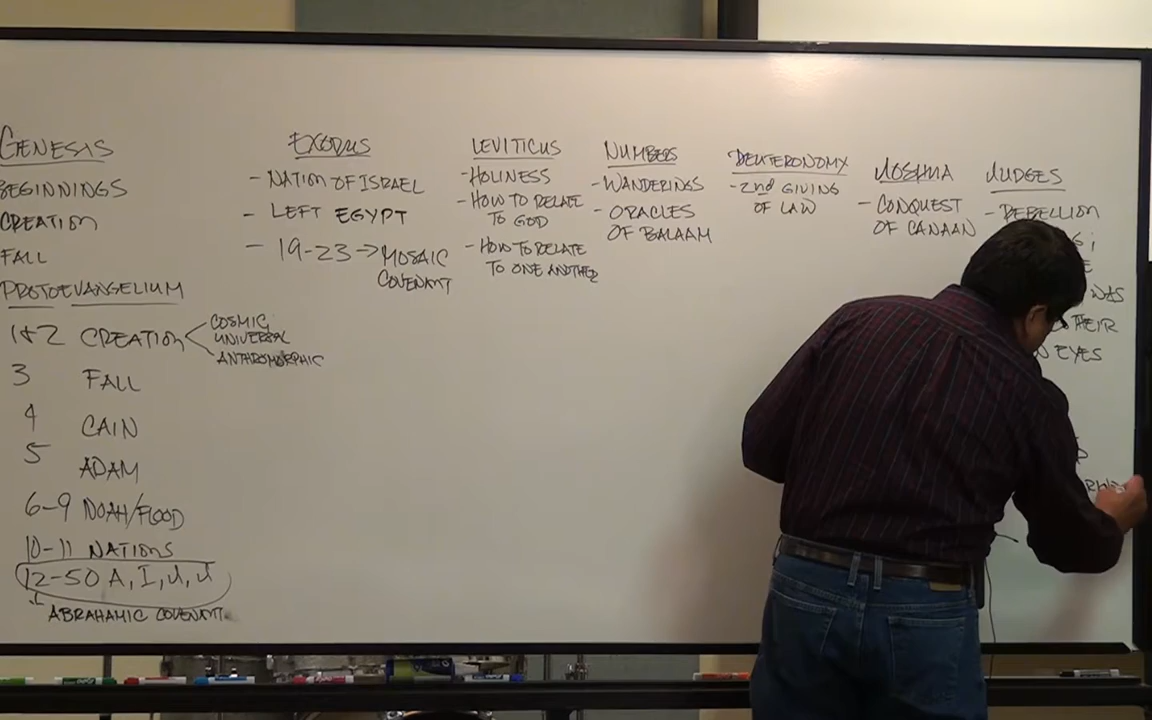 GENESIS
BEGINNINGS
CREATION
FALL
PROTOEVANGELIUM
1&2 CREATION
COSMIC
UNIVERSAL
ANTHROMORPHIC
3 FALL
4 CAIN
5 ADAM
6-9 NOAH/FLOOD
10-11 NATIONS
12-50 A, I, J, J
ABRAHAMIC COVENANT
EXODUS
- NATION OF ISRAEL
- LEFT EGYPT
- 19-23 → MOSAIC
COVENANT
LEVITICUS
- HOLINESS
- HOW TO RELATE
TO GOD
- HOW TO RELATE
TO ONE ANOTHER
NUMBERS
- WANDERINGS
- ORACLES
OF BALAAM
DEUTERONOMY
- 2nd GIVING
OF LAW
JOSHUA
- CONQUEST
OF CANAAN
JUDGES
- REBELLION
WAS
THEIR
EYES